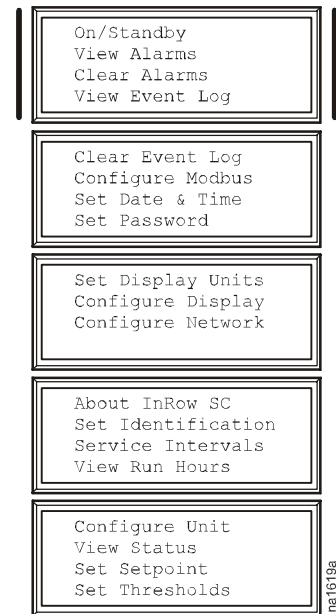 On/Standby
View Alarms
Clear Alarms
View Event Log
Clear Event Log
Configure Modbus
Set Date & Time
Set Password
Set Display Units
Configure Display
Configure Network
About InRow SC
Set Identification
Service Intervals
View Run Hours
Configure Unit
View Status
Set Setpoint
Set Thresholds
na1619a